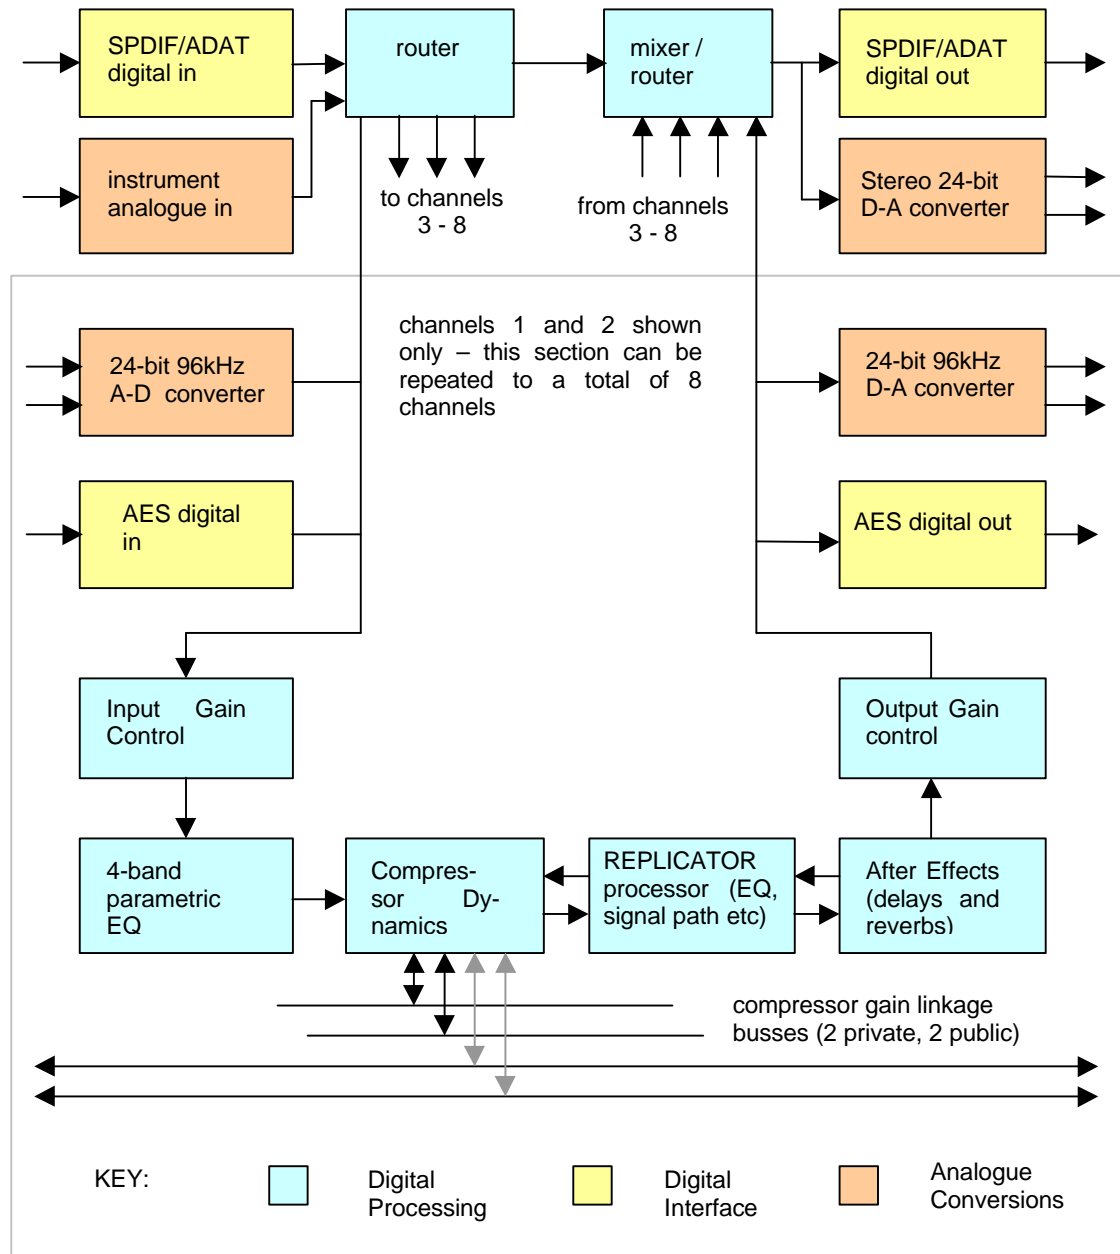 SPDIF/ADAT
digital in
router
mixer /
router
SPDIF/ADAT
digital out
instrument
analogue in
to channels
3 - 8
from channels
3 - 8
Stereo 24-bit
D-A converter
channels 1 and 2 shown
only – this section can be
repeated to a total of 8
channels
24-bit 96kHz
A-D converter
24-bit 96kHz
D-A converter
AES digital
in
AES digital out
Input Gain
Control
Output Gain
control
4-band
parametric
EQ
Compres-
sor Dy-
namics
REPLICATOR
processor (EQ,
signal path etc)
After Effects
(delays and
reverbs)
compressor gain linkage
busses (2 private, 2 public)
KEY:
Digital
Processing
Digital
Interface
Analogue
Conversions